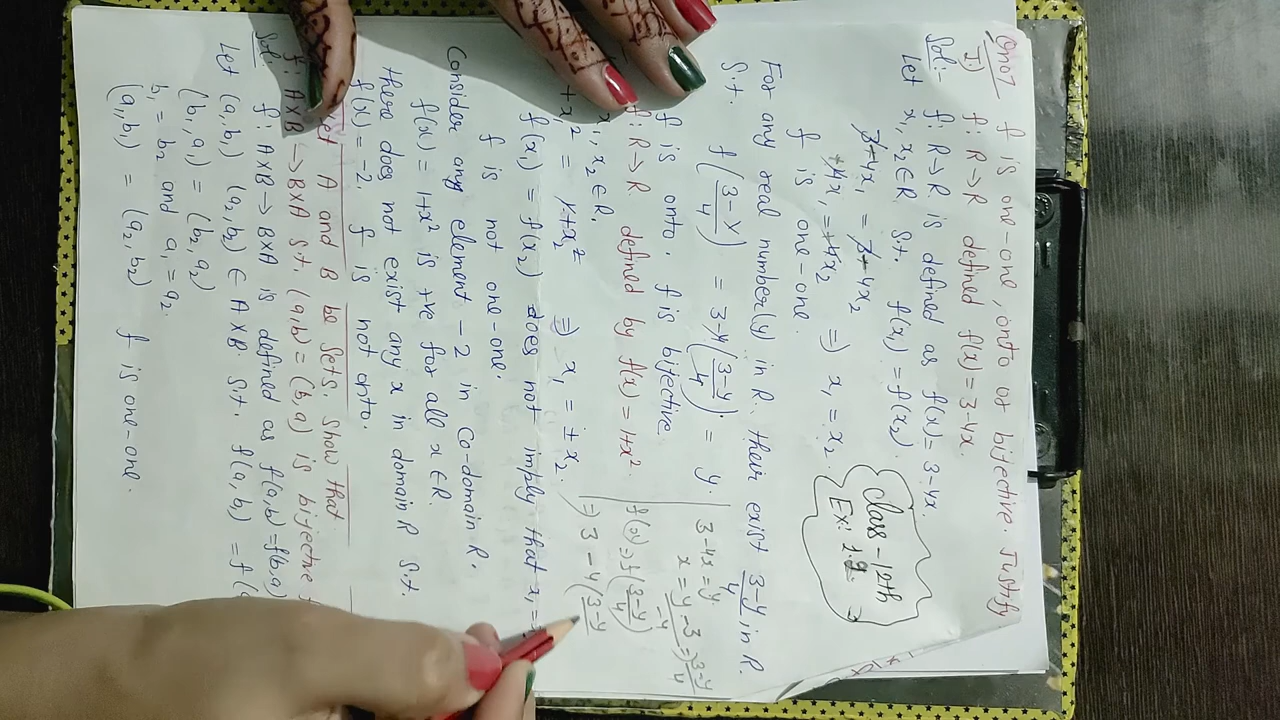 Qno7 f is one-one, onto or bijective. Justify
I) f: R→R defined f(x) = 3-4x.
Sol:- f: R→R is defined as f(x) = 3-4x.
Let x₁, x₂∈R S.t. f(x₁) = f(x₂)
3-4x₁ = 3-4x₂
-4x₁ = -4x₂ ⇒) x₁ = x₂
f is one-one.
Class-12th
Ex: 1.2
For any real number(y) in R. their exist 3-y/4 in R.
S.t. f(3-y/4) = 3-4(3-y/4) = y.
f is onto. f is bijective.
3-4x = y
x = y-3/-4 ⇒ 3-y/4
f(x) ⇒ f(3-y/4)
⇒ 3-4(3-y
f: R→R defined by f(x) = 1+x²
x₁, x₂∈R.
+x₁² = 1+x₂² ⇒) x₁ = ±x₂
f(x₁) = f(x₂) does not imply that x₁ =
f is not one-one.
Consider any element -2 in Co-domain R.
f(x) = 1+x² is +ve for all x∈R.
there does not exist any x in domain R S.t.
f(x) = -2. f is not onto.
Let A and B be Sets. Show that
f: A×B→B×A S.t. (a,b) = (b,a) is bijective
Sol: f: A×B→B×A is defined as f(a,b) = f(b,a)
Let (a₁,b₁) (a₂,b₂) ∈ A×B S.t. f(a₁b₁) = f(
(b₁,a₁) = (b₂,a₂)
b₁ = b₂ and a₁ = a₂.
(a₁,b₁) = (a₂,b₂) f is one-one.